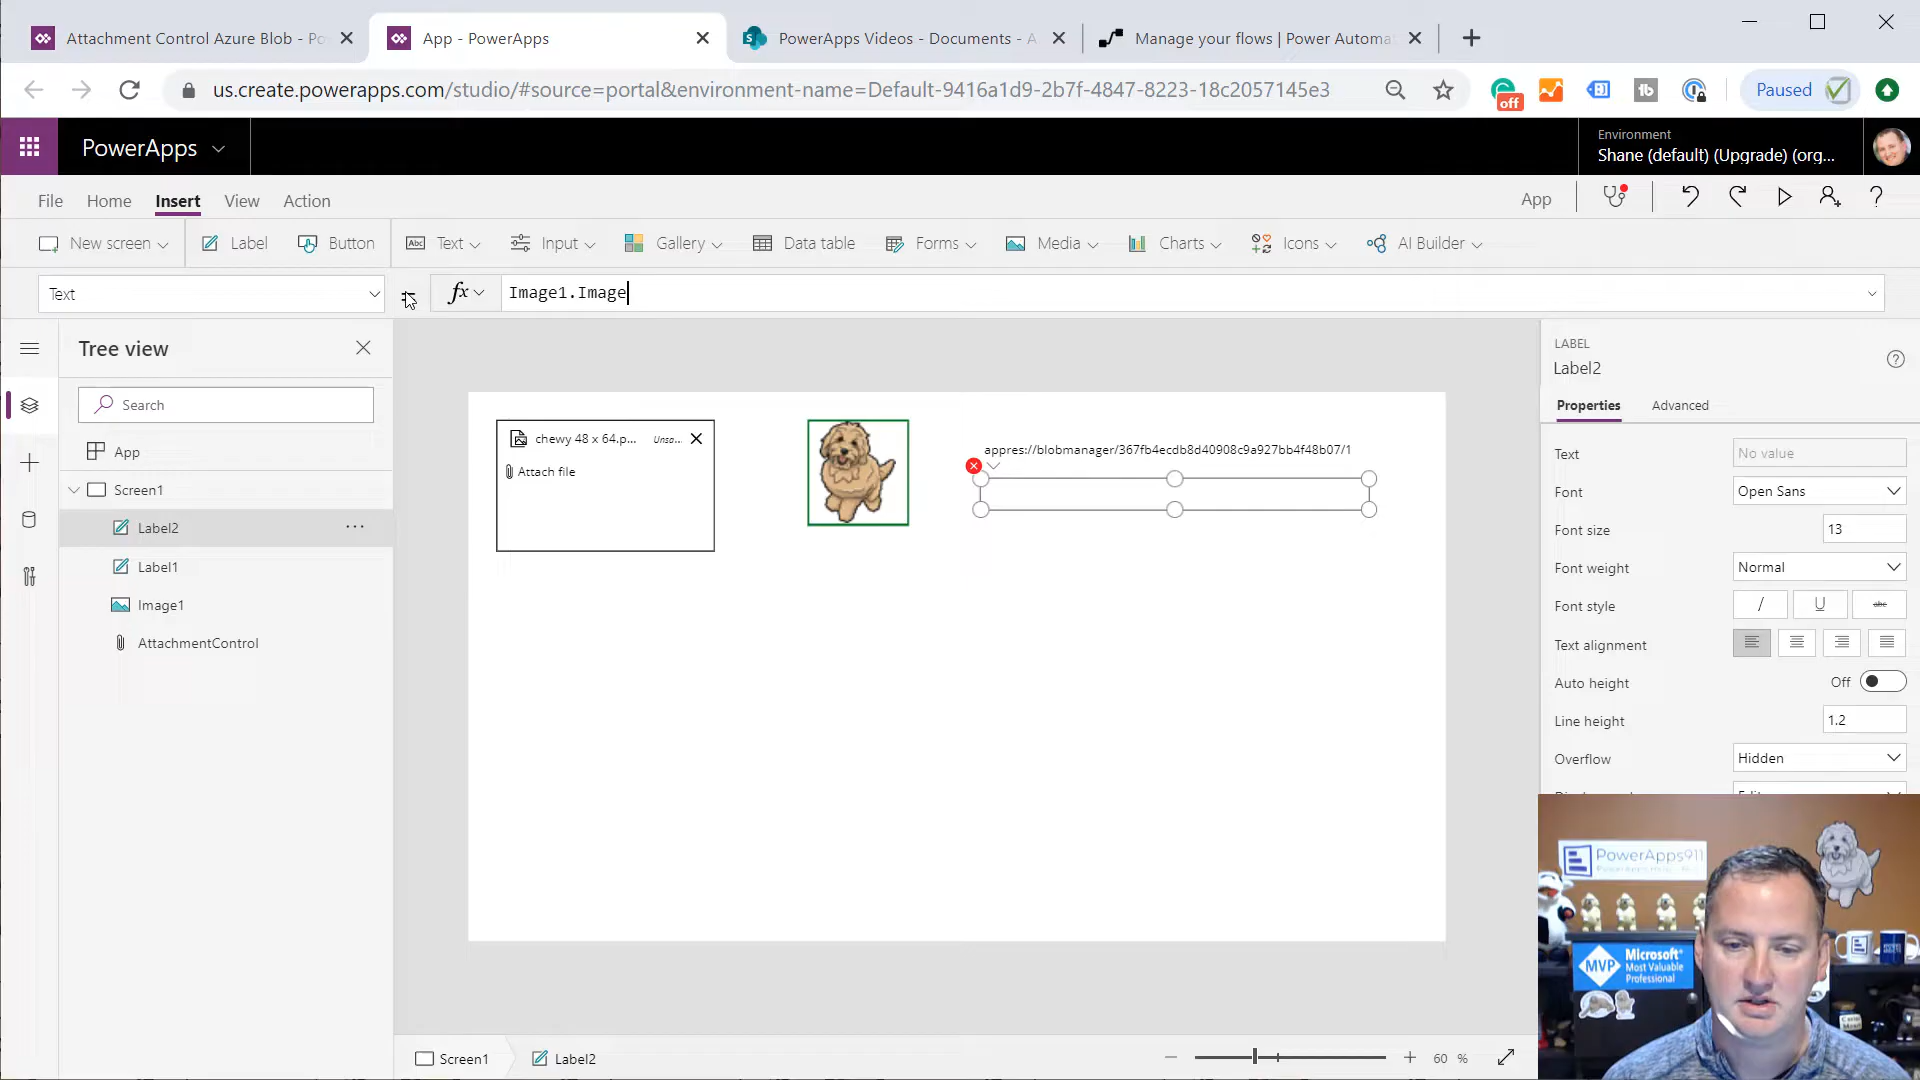 Attachment Control Azure Blob - Po
App - PowerApps
PowerApps Videos - Documents - A
Manage your flows | Power Automa
us.create.powerapps.com/studio/#source=portal&environment-name=Default-9416a1d9-2b7f-4847-8223-18c2057145e3
off
tb
Paused
PowerApps
Environment
Shane (default) (Upgrade) (org...
File
Home
Insert
View
Action
App
New screen
Label
Button
Abc
Text
Input
Gallery
Data table
Forms
Media
Charts
Icons
AI Builder
Text
fx
Image1.Image
Tree view
Search
App
Screen1
Label2
Label1
Image1
AttachmentControl
chewy 48 x 64.p...
Unsa...
Attach file
appres://blobmanager/367fb4ecdb8d40908c9a927bb4f48b07/1
LABEL
Label2
Properties
Advanced
Text
No value
Font
Open Sans
Font size
13
Font weight
Normal
Font style
/
U
abc
Text alignment
Auto height
Off
Line height
1.2
Overflow
Hidden
PowerApps911
MVP
Microsoft
Most Valuable
Professional
Screen1
Label2
60 %